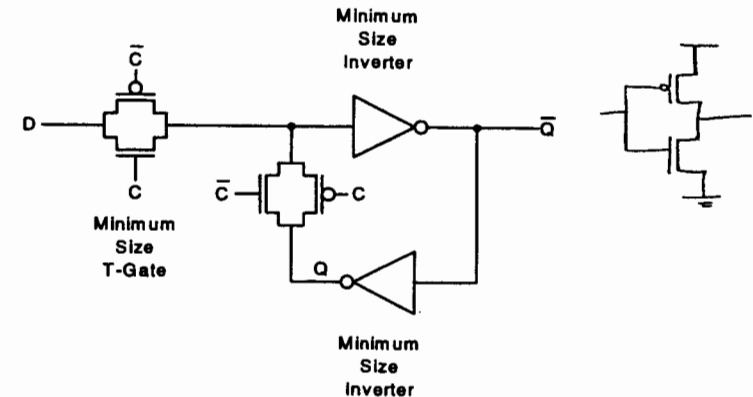 Minimum
Size
Inverter
C̅
D
Q̅
C
C̅
C
Minimum
Size
T-Gate
Q
Minimum
Size
Inverter